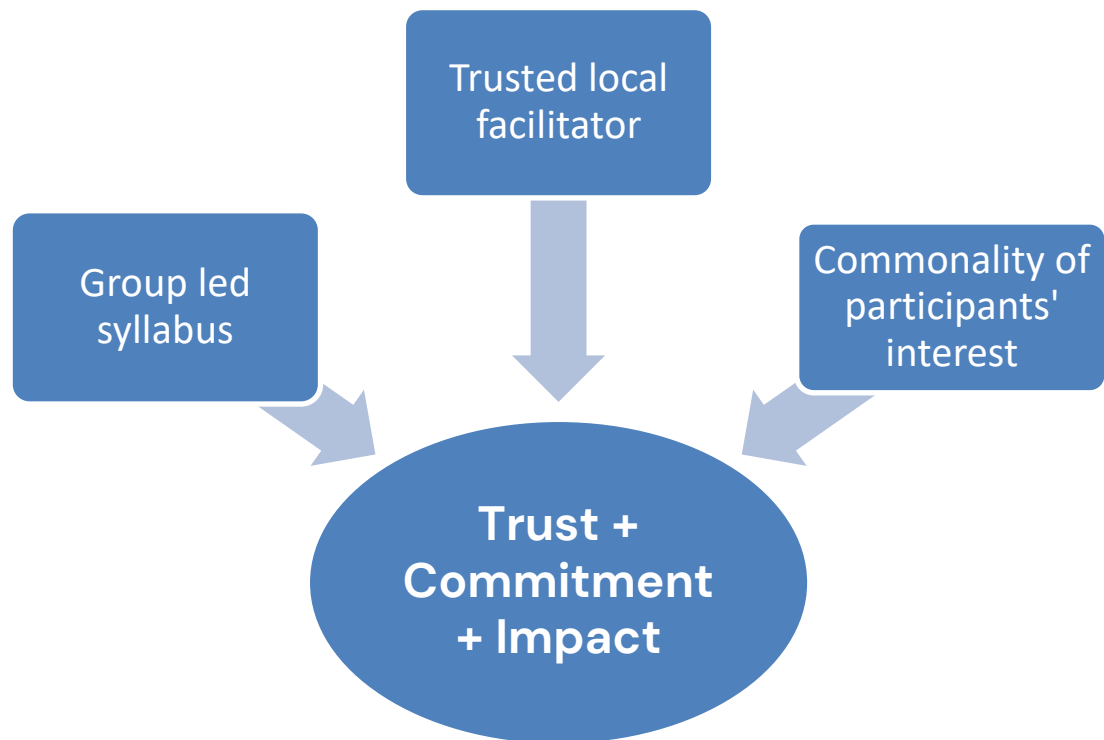 Trusted local
facilitator
Group led
syllabus
Commonality of
participants'
interest
Trust +
Commitment
+ Impact